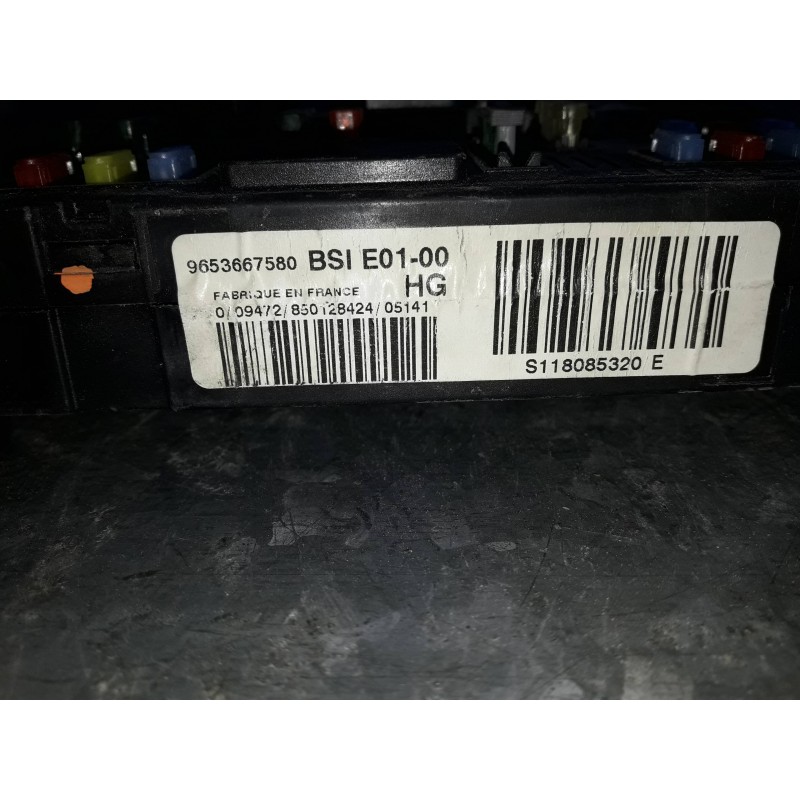 9653667580 BSI E01-00
HG
FABRIQUE EN FRANCE
0/09472/850128424/05141
S118085320 E